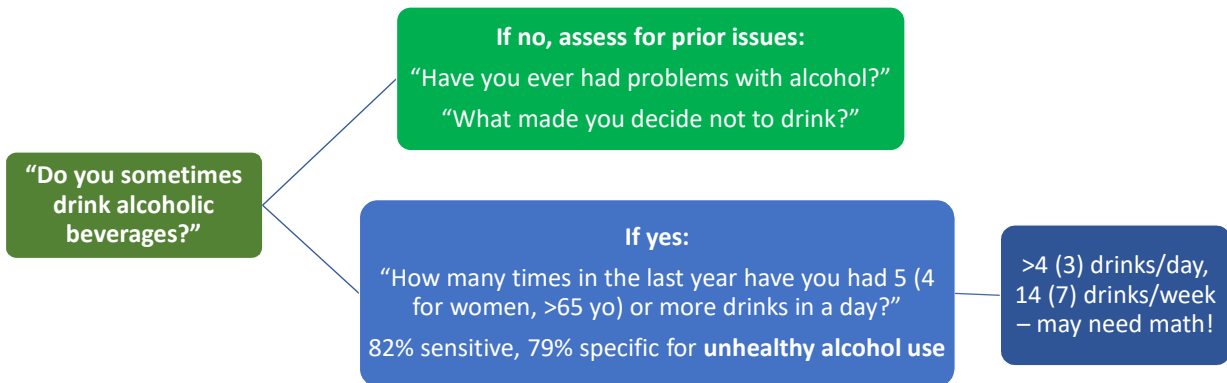 If no, assess for prior issues:
“Have you ever had problems with alcohol?”
“What made you decide not to drink?”
“Do you sometimes
drink alcoholic
beverages?”
If yes:
“How many times in the last year have you had 5 (4
for women, >65 yo) or more drinks in a day?”
82% sensitive, 79% specific for unhealthy alcohol use
>4 (3) drinks/day,
14 (7) drinks/week
– may need math!